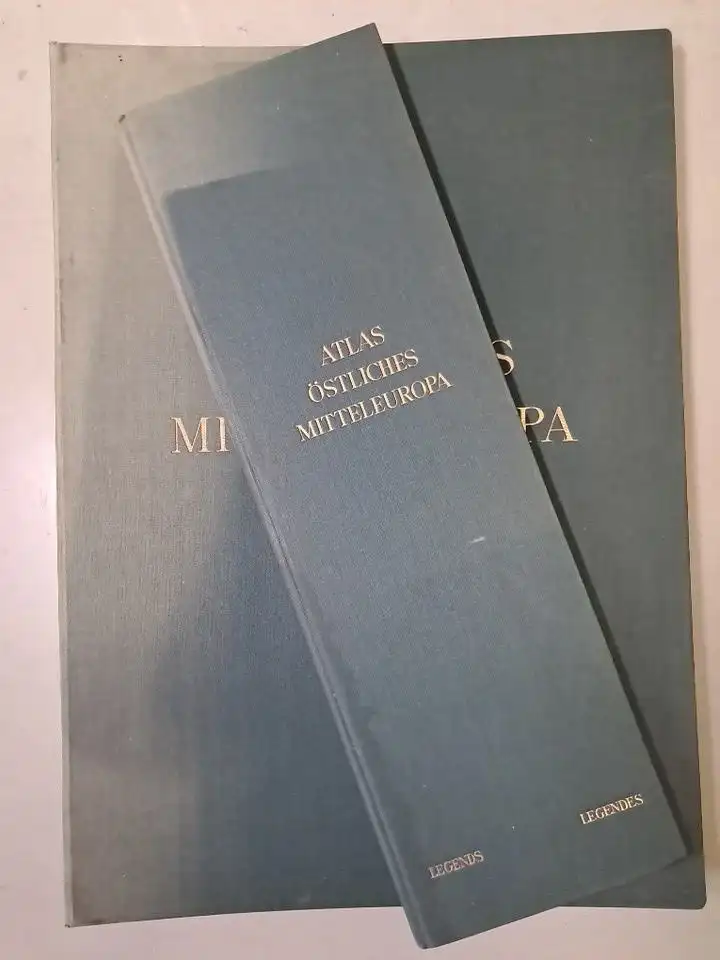 ATLAS
ÖSTLICHES
MITTELEUROPA
LEGENDS
LEGENDES
S
MI PA